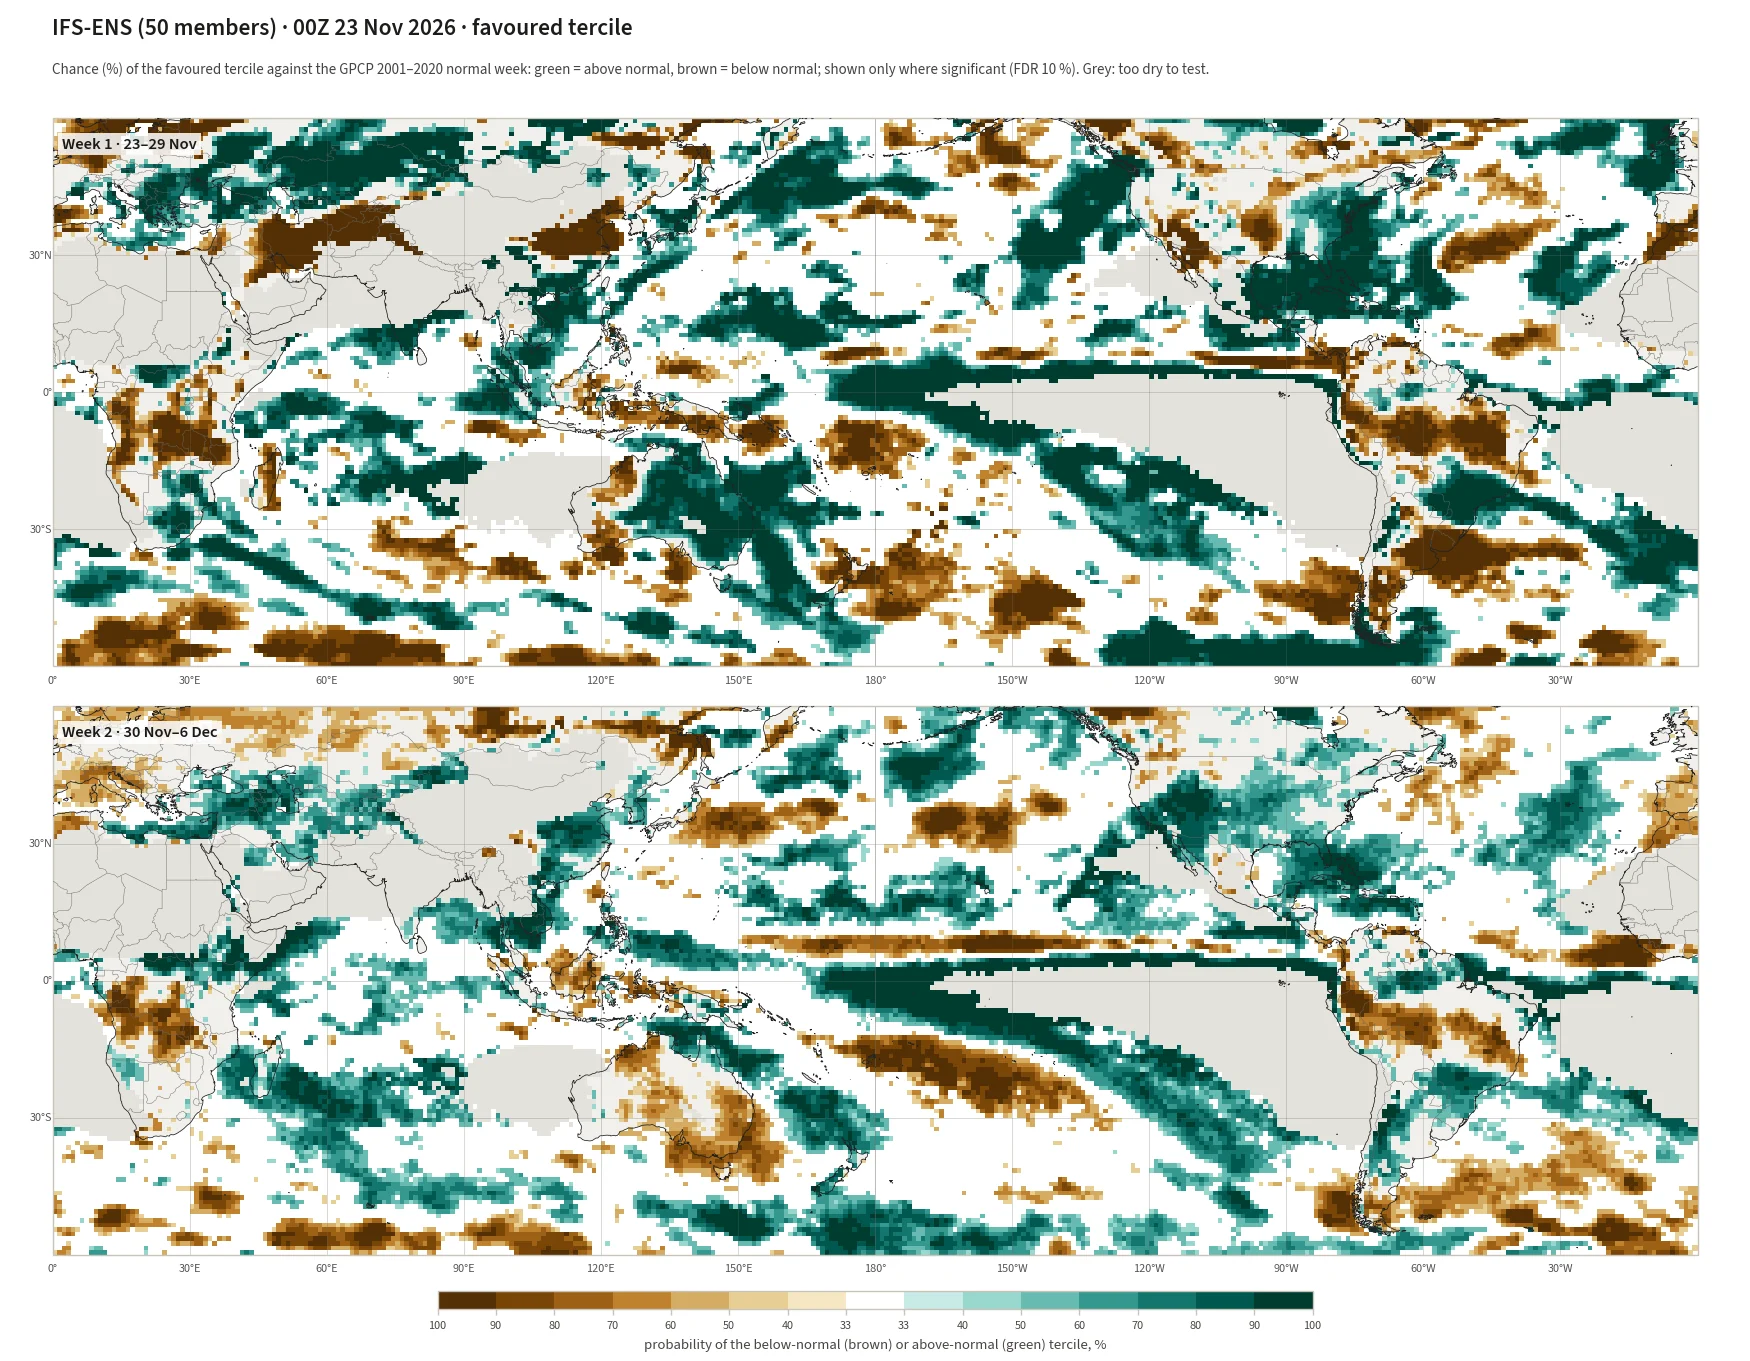 IFS-ENS (50 members) · 00Z 23 Nov 2026 · favoured tercile
Chance (%) of the favoured tercile against the GPCP 2001–2020 normal week: green = above normal, brown = below normal; shown only where significant (FDR 10 %). Grey: too dry to test.
Week 1 · 23–29 Nov
30°N
0°
30°S
0° 30°E 60°E 90°E 120°E 150°E 180° 150°W 120°W 90°W 60°W 30°W
Week 2 · 30 Nov–6 Dec
30°N
0°
30°S
0° 30°E 60°E 90°E 120°E 150°E 180° 150°W 120°W 90°W 60°W 30°W
100 90 80 70 60 50 40 33 33 40 50 60 70 80 90 100
probability of the below-normal (brown) or above-normal (green) tercile, %